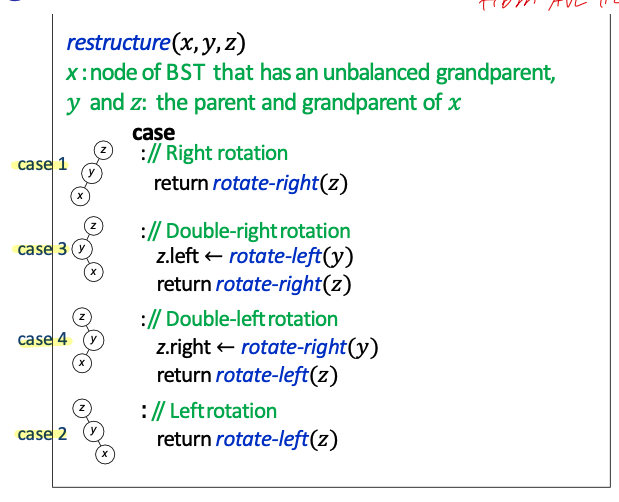 from AVL
restructure(x, y, z)
x : node of BST that has an unbalanced grandparent,
y and z: the parent and grandparent of x
case
case 1 z y x :// Right rotation
return rotate-right(z)
case 3 z y x :// Double-right rotation
z.left ← rotate-left(y)
return rotate-right(z)
case 4 z y x :// Double-left rotation
z.right ← rotate-right(y)
return rotate-left(z)
case 2 z y x :// Left rotation
return rotate-left(z)